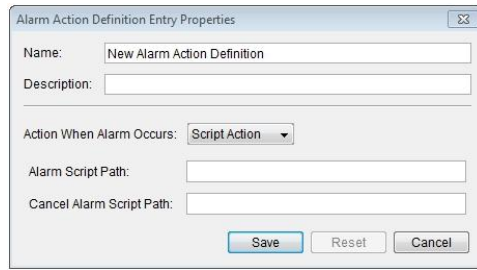 Alarm Action Definition Entry Properties
Name: New Alarm Action Definition
Description:
Action When Alarm Occurs: Script Action
Alarm Script Path:
Cancel Alarm Script Path:
Save Reset Cancel